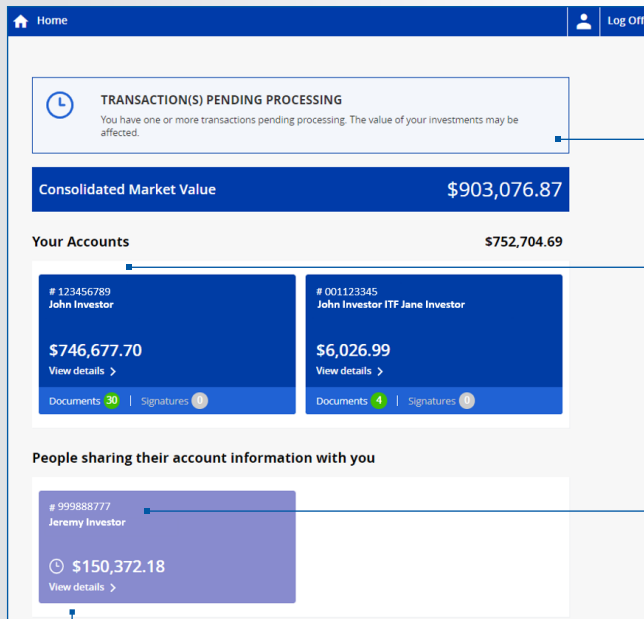 Home
Log Off
TRANSACTION(S) PENDING PROCESSING
You have one or more transactions pending processing. The value of your investments may be
affected.
Consolidated Market Value $903,076.87
Your Accounts $752,704.69
# 123456789
John Investor
$746,677.70
View details >
Documents 30 | Signatures 0
# 001123345
John Investor ITF Jane Investor
$6,026.99
View details >
Documents 4 | Signatures 0
People sharing their account information with you
# 999888777
Jeremy Investor
$150,372.18
View details >